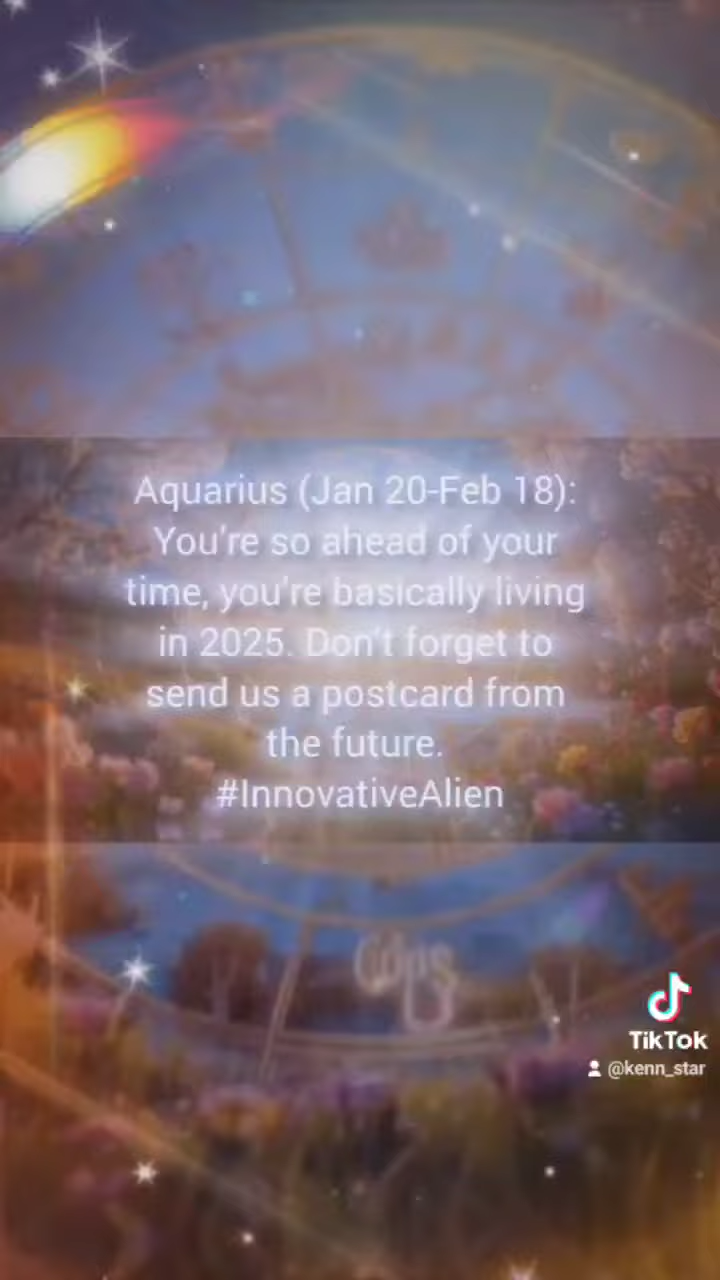 Aquarius (Jan 20-Feb 18):
You're so ahead of your
time, you're basically living
in 2025. Don't forget to
send us a postcard from
the future.
#InnovativeAlien
TikTok
@kenn_star